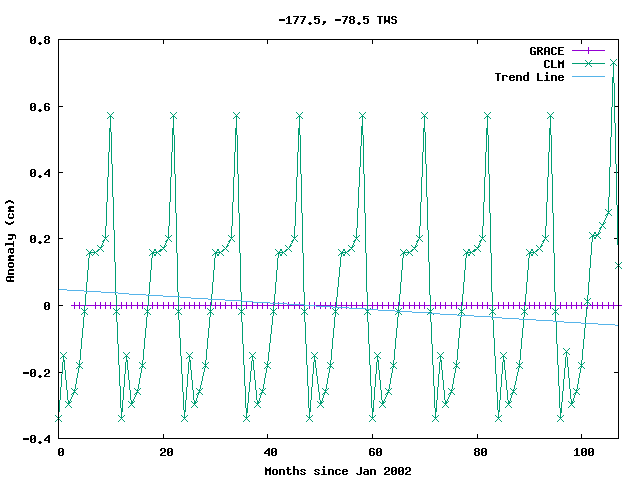 -177.5, -78.5 TWS
GRACE
CLM
Trend Line
0.8
0.6
0.4
0.2
0
-0.2
-0.4
Anomaly (cm)
0 20 40 60 80 100
Months since Jan 2002